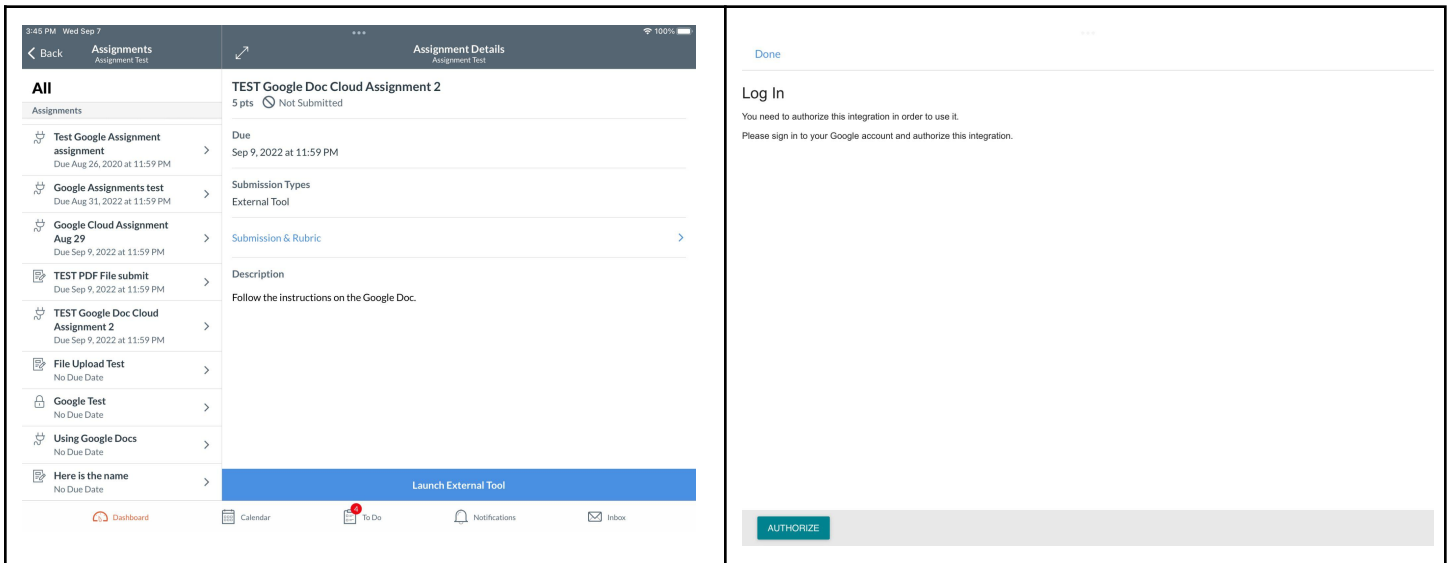 3:45 PM Wed Sep 7
100%
Back
Assignments
Assignment Test
Assignment Details
Assignment Test
All
Assignments
Test Google Assignment
assignment
Due Aug 26, 2020 at 11:59 PM
Google Assignments test
Due Aug 31, 2022 at 11:59 PM
Google Cloud Assignment
Aug 29
Due Sep 9, 2022 at 11:59 PM
TEST PDF File submit
Due Sep 9, 2022 at 11:59 PM
TEST Google Doc Cloud
Assignment 2
Due Sep 9, 2022 at 11:59 PM
File Upload Test
No Due Date
Google Test
No Due Date
Using Google Docs
No Due Date
Here is the name
No Due Date
TEST Google Doc Cloud Assignment 2
5 pts Not Submitted
Due
Sep 9, 2022 at 11:59 PM
Submission Types
External Tool
Submission & Rubric
Description
Follow the instructions on the Google Doc.
Launch External Tool
Dashboard
Calendar
4
To Do
Notifications
Inbox
Done
Log In
You need to authorize this integration in order to use it.
Please sign in to your Google account and authorize this integration.
AUTHORIZE